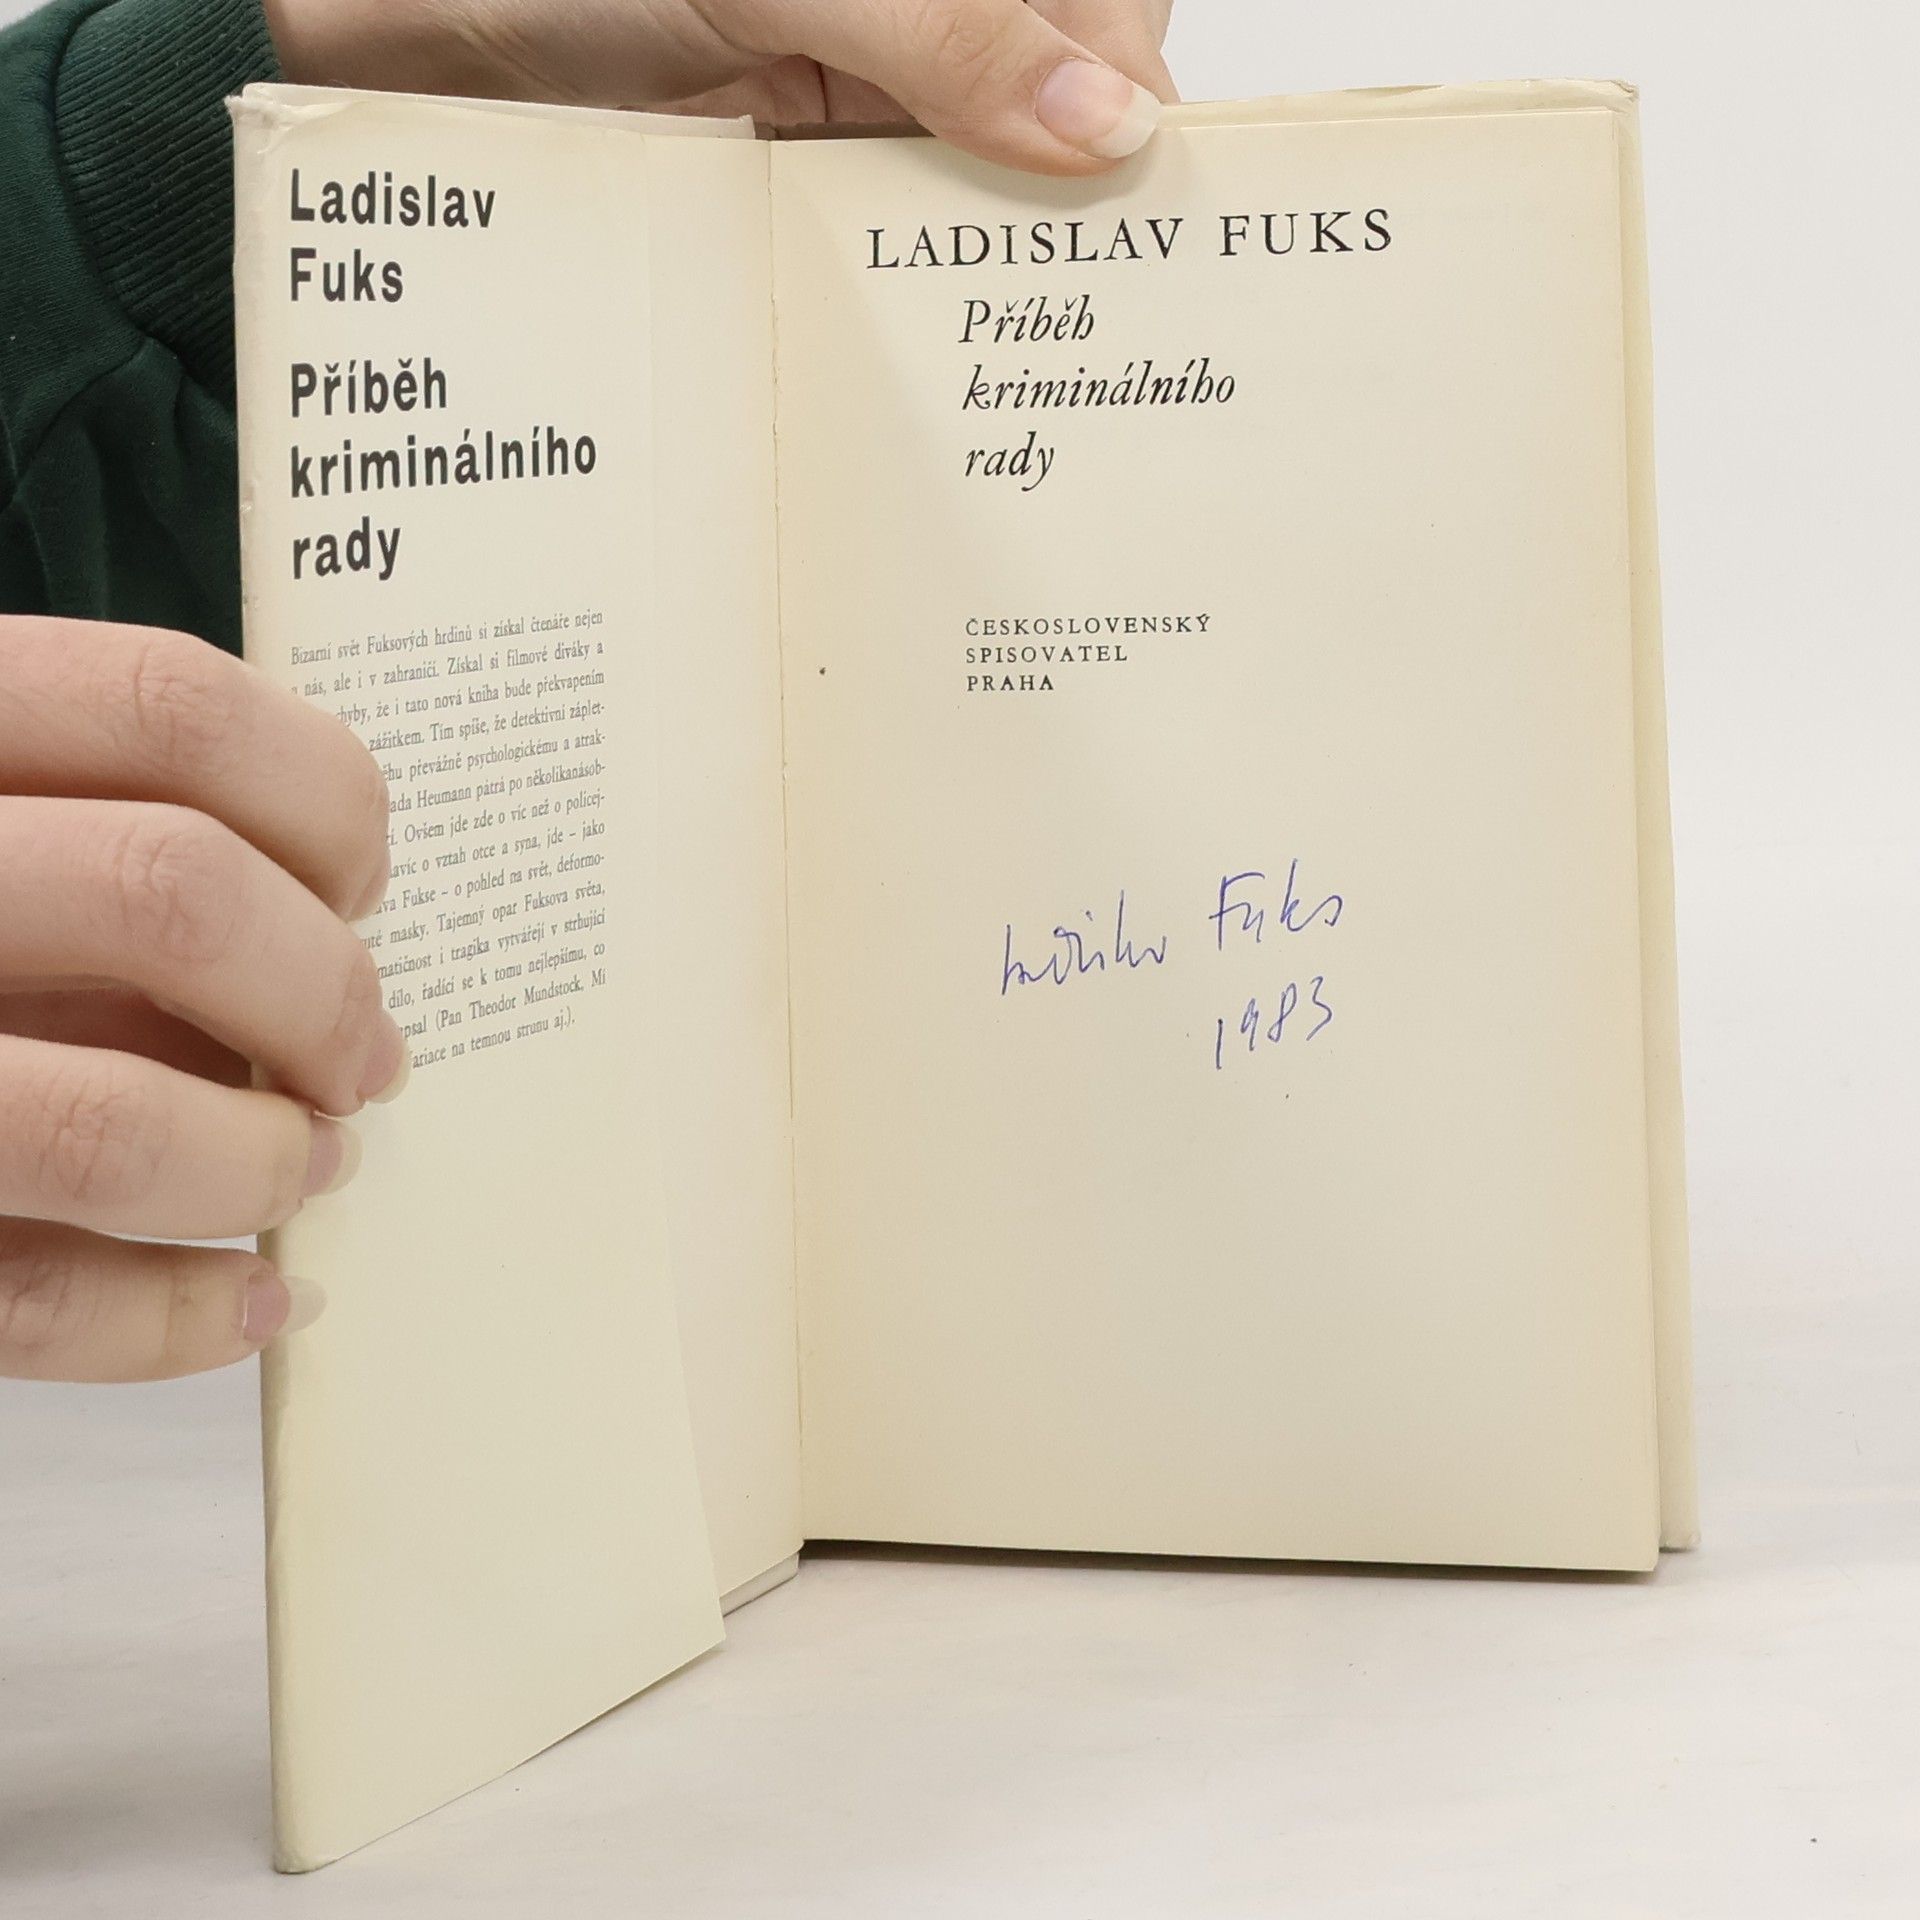 Ladislav
Fuks
Příběh
kriminálního
rady
Bizarní svět Fuksových hrdinů si získal čtenáře nejen
nás, ale i v zahraničí. Získal si filmové diváky a
že i tato nová kniha bude překvapením
zážitkem. Tím spíše, že detektivní záplet-
převážně psychologickému a atrak-
Heumann pátrá po několikanásob-
Ovšem jde zde o víc než o policej-
o vztah otce a syna, jde – jako
Fukse – o pohled na svět, deformo-
masky. Tajemný opar Fuksova světa,
i tragika vytvářejí v strhující
dílo, řadící se k tomu nejlepšímu, co
(Pan Theodor Mundstock, Mí
na temnou strunu aj.).
LADISLAV FUKS
Příběh
kriminálního
rady
ČESKOSLOVENSKÝ
SPISOVATEL
PRAHA
Ladislav Fuks
1983